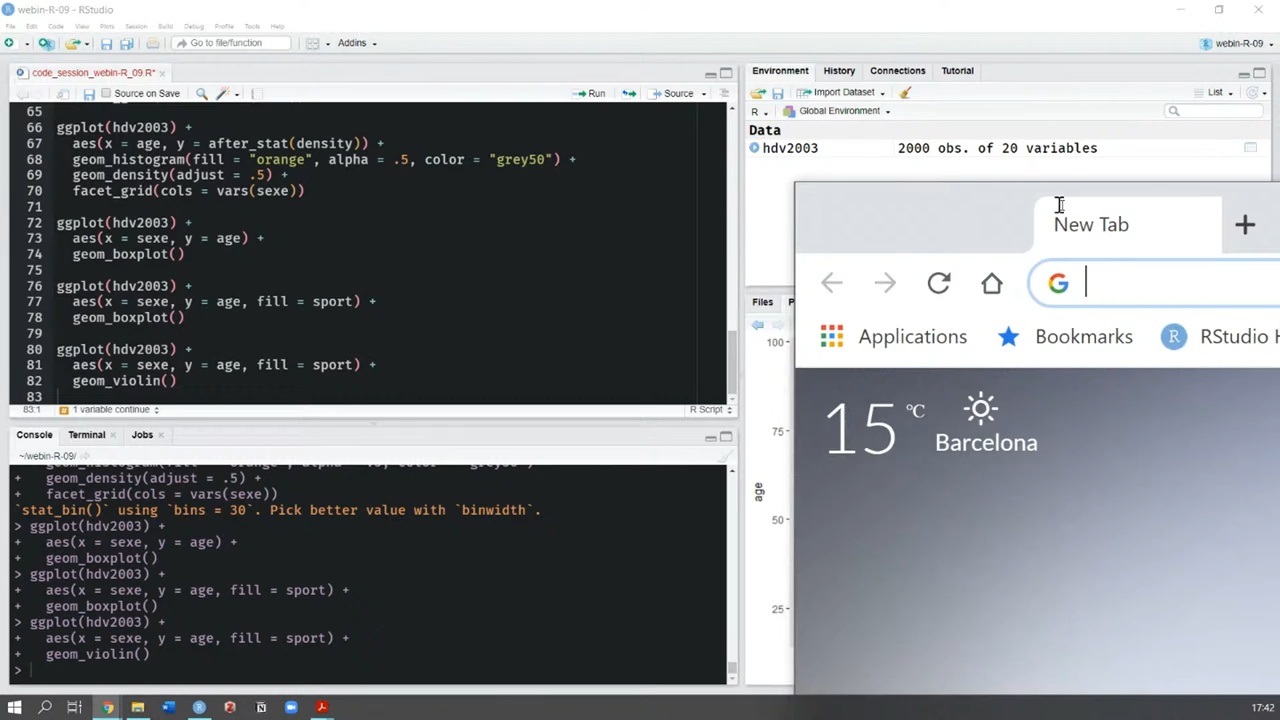 webin-R-09 - RStudio
File Edit Code View Plots Session Build Debug Profile Tools Help
Go to file/function
Addins
webin-R-09
code_session_webin-R_09.R*
Source on Save
Run
Source
65
66 ggplot(hdv2003) +
67 aes(x = age, y = after_stat(density)) +
68 geom_histogram(fill = "orange", alpha = .5, color = "grey50") +
69 geom_density(adjust = .5) +
70 facet_grid(cols = vars(sexe))
71
72 ggplot(hdv2003) +
73 aes(x = sexe, y = age) +
74 geom_boxplot()
75
76 ggplot(hdv2003) +
77 aes(x = sexe, y = age, fill = sport) +
78 geom_boxplot()
79
80 ggplot(hdv2003) +
81 aes(x = sexe, y = age, fill = sport) +
82 geom_violin()
83
83:1 1 variable continue R Script
Console Terminal Jobs
~/webin-R-09/
+ geom_density(adjust = .5) +
+ facet_grid(cols = vars(sexe))
`stat_bin()` using `bins = 30`. Pick better value with `binwidth`.
> ggplot(hdv2003) +
+ aes(x = sexe, y = age) +
+ geom_boxplot()
> ggplot(hdv2003) +
+ aes(x = sexe, y = age, fill = sport) +
+ geom_boxplot()
> ggplot(hdv2003) +
+ aes(x = sexe, y = age, fill = sport) +
+ geom_violin()
>
Environment History Connections Tutorial
Import Dataset
List
R
Global Environment
Data
hdv2003 2000 obs. of 20 variables
Files
100
75
50
25
age
New Tab
Applications Bookmarks RStudio
15 °C
Barcelona
17:42